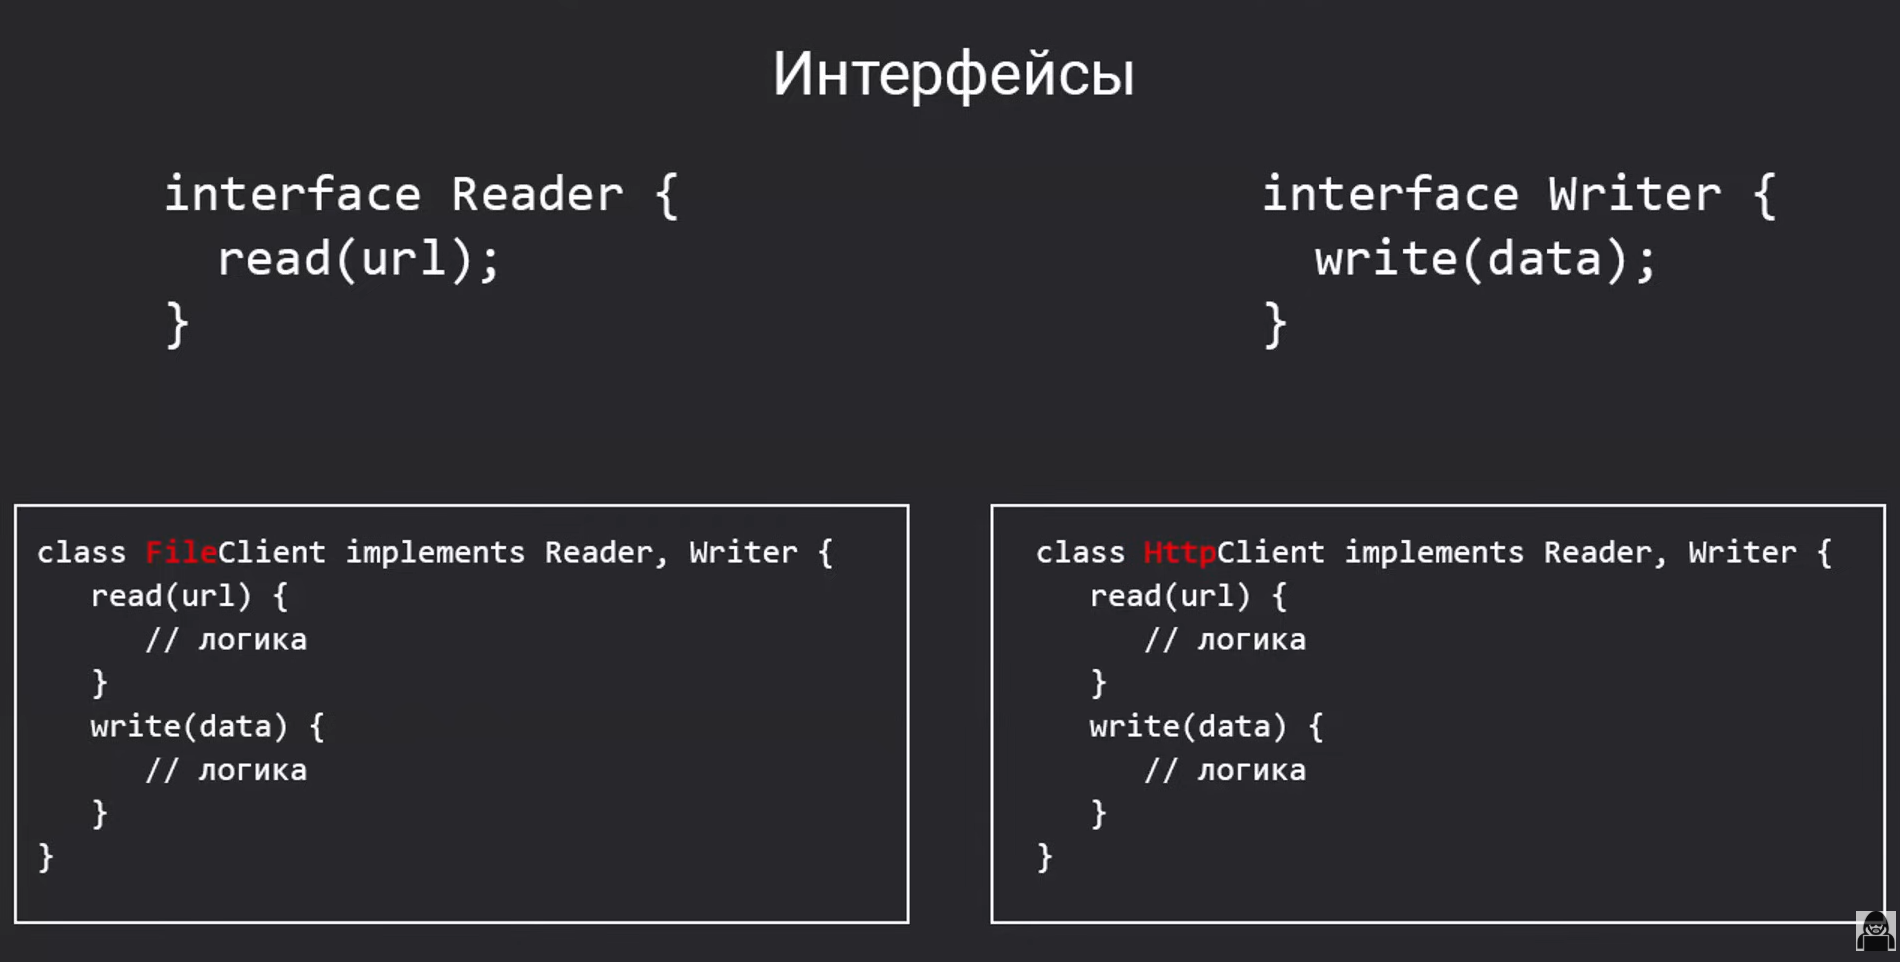 Интерфейсы
interface Reader {
read(url);
}
interface Writer {
write(data);
}
class FileClient implements Reader, Writer {
read(url) {
// логика
}
write(data) {
// логика
}
}
class HttpClient implements Reader, Writer {
read(url) {
// логика
}
write(data) {
// логика
}
}